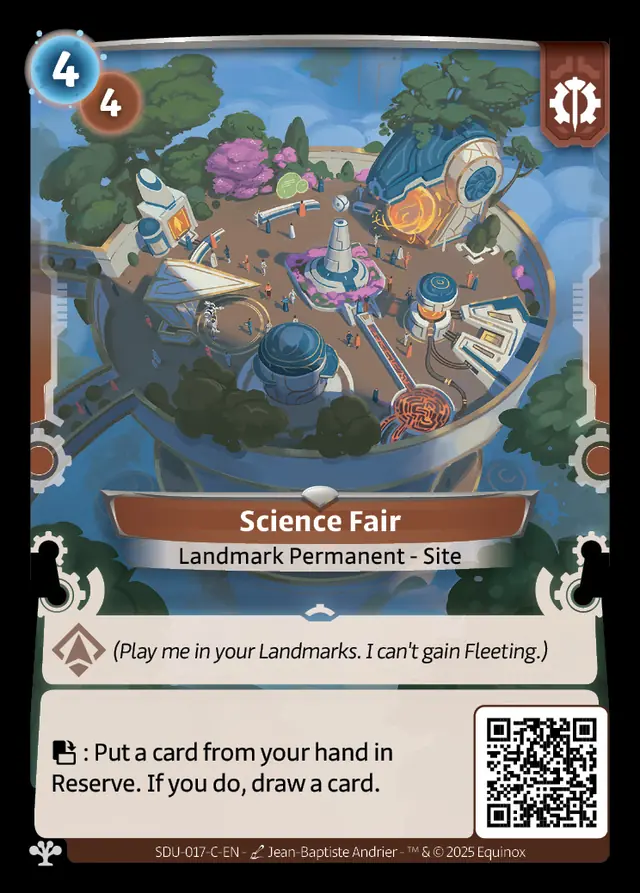 4
4
Science Fair
Landmark Permanent - Site
(Play me in your Landmarks. I can't gain Fleeting.)
: Put a card from your hand in
Reserve. If you do, draw a card.
SDU-017-C-EN - Jean-Baptiste Andrier - ™ & © 2025 Equinox